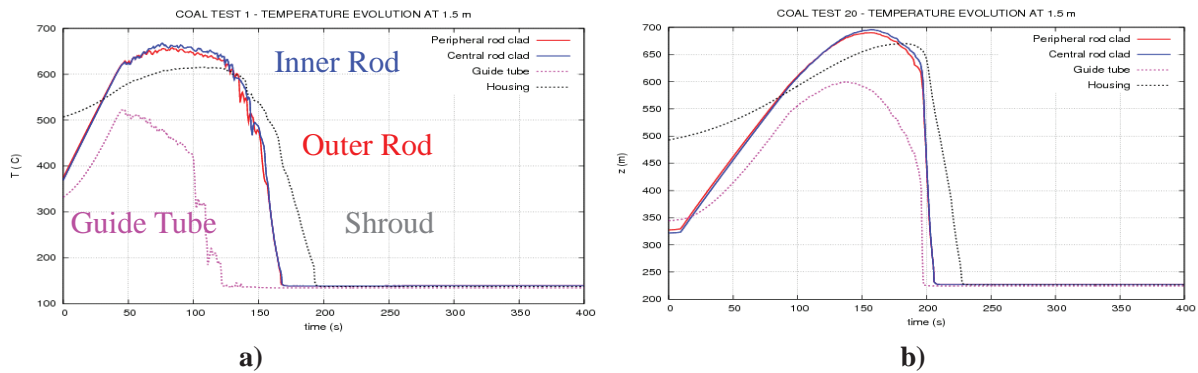 COAL TEST 1 - TEMPERATURE EVOLUTION AT 1.5 m
700
600
500
400
300
200
100
T ( C)
Peripheral rod clad
Central rod clad
Guide tube
Housing
Inner Rod
Outer Rod
Guide Tube
Shroud
0
50
100
150
200
250
300
350
400
time (s)
a)
COAL TEST 20 - TEMPERATURE EVOLUTION AT 1.5 m
700
650
600
550
500
450
400
350
300
250
200
z (m)
Peripheral rod clad
Central rod clad
Guide tube
Housing
0
50
100
150
200
250
300
350
400
time (s)
b)